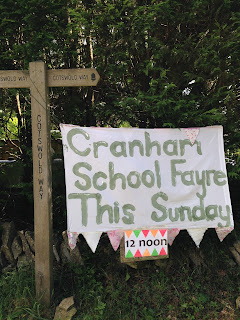 COTSWOLD WAY
COTSWOLD WAY
COTSWOLD WAY
Cranham
School Fayre
This Sunday
12 noon